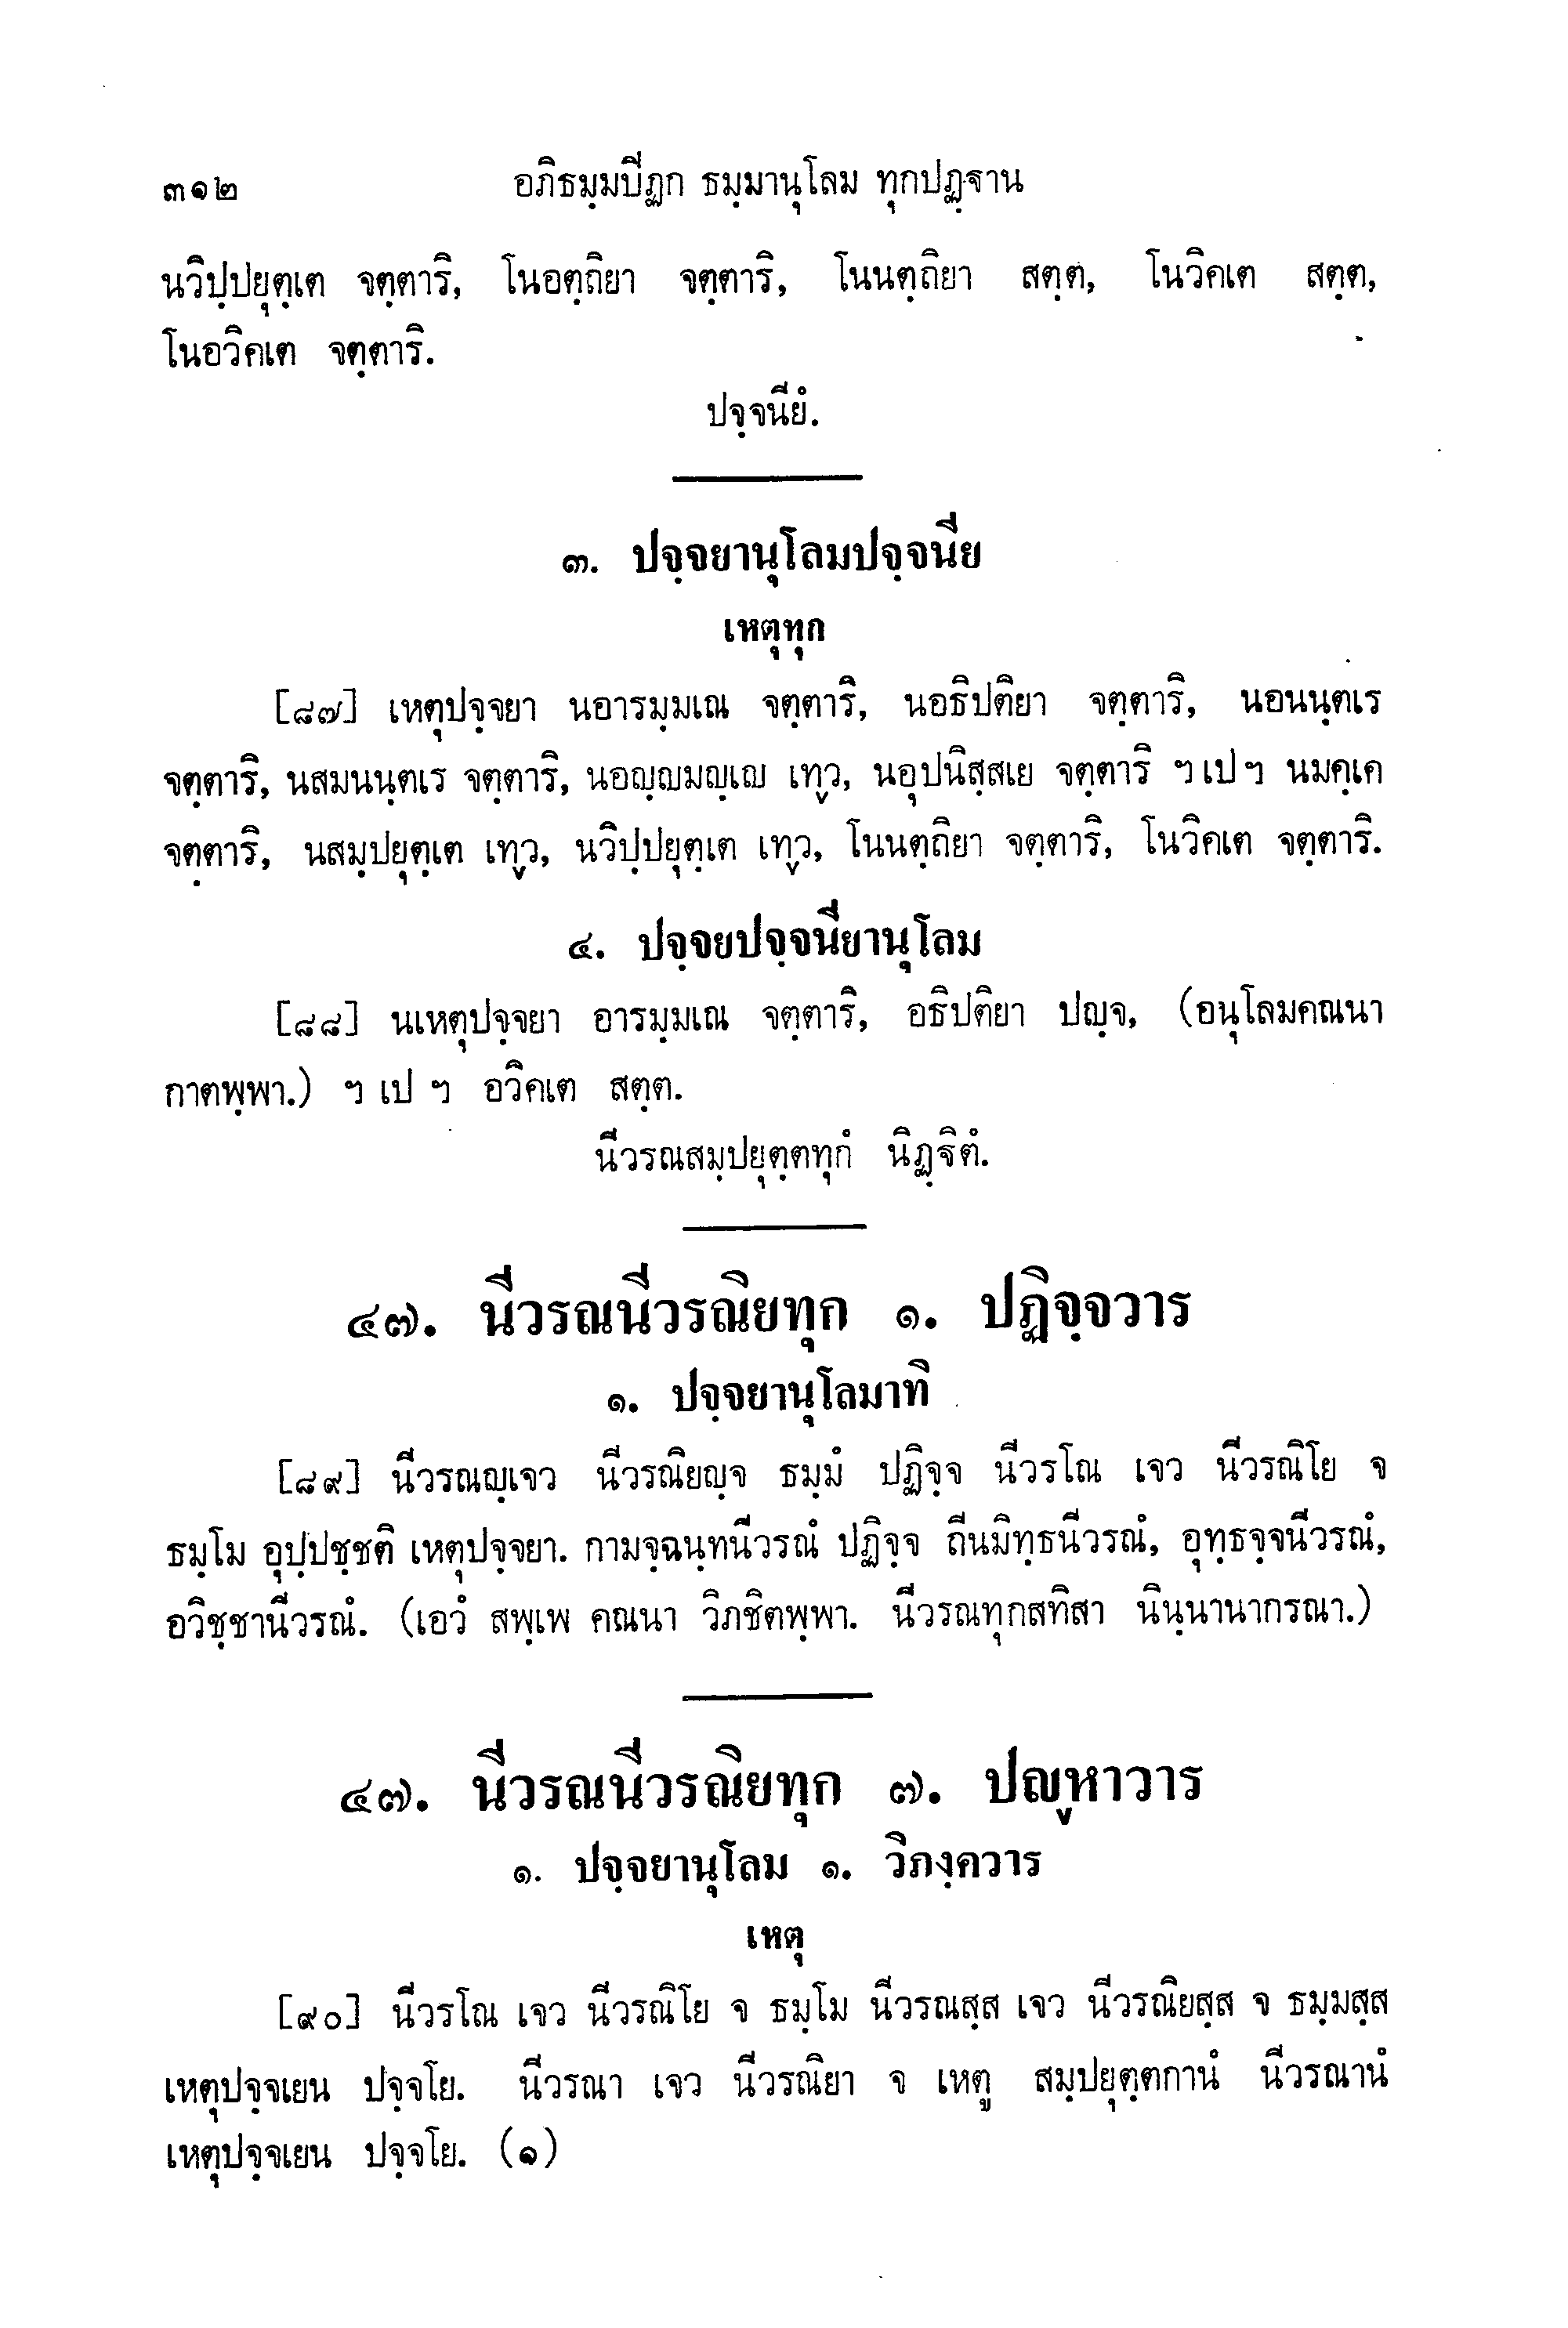 ๓๑๒ อภิธมฺมปีฏก ธมฺมานุโลม ทุกปฏฺฐาน
นวิปฺปยุตฺเต จตฺตาริ, โนอตฺถิยา จตฺตาริ, โนนตฺถิยา สตฺต, โนวิคเต สตฺต,
โนอวิคเต จตฺตาริ.
ปจฺจนียํ.
๓. ปจฺจยานุโลมปจฺจนีย
เหตุทุก
[๘๗] เหตุปจฺจยา นอารมฺมเณ จตฺตาริ, นอธิปติยา จตฺตาริ, นอนนฺตเร
จตฺตาริ, นสมนนฺตเร จตฺตาริ, นอญฺญมญฺเญ เทฺว, นอุปนิสฺสเย จตฺตาริ ฯ เป ฯ นมคฺเค
จตฺตาริ, นสมฺปยุตฺเต เทฺว, นวิปฺปยุตฺเต เทฺว, โนนตฺถิยา จตฺตาริ, โนวิคเต จตฺตาริ.
๔. ปจฺจยปจฺจนียานุโลม
[๘๘] นเหตุปจฺจยา อารมฺมเณ จตฺตาริ, อธิปติยา ปญฺจ, (อนุโลมคณนา
กาตพฺพา.) ฯ เป ฯ อวิคเต สตฺต.
นีวรณสมฺปยุตฺตทุกํ นิฏฺฐิตํ.
๔๗. นีวรณนีวรณิยทุก ๑. ปฏิจฺจวาร
๑. ปจฺจยานุโลมาทิ
[๘๙] นีวรณญฺเจว นีวรณิยญฺจ ธมฺมํ ปฏิจฺจ นีวรโณ เจว นีวรณิโย จ
ธมฺโม อุปฺปชฺชติ เหตุปจฺจยา. กามจฺฉนฺทนีวรณํ ปฏิจฺจ ถีนมิทฺธนีวรณํ, อุทฺธจฺจนีวรณํ,
อวิชฺชานีวรณํ. (เอวํ สพฺเพ คณนา วิภชิตพฺพา. นีวรณทุกสทิสา นินฺนานากรณา.)
๔๗. นีวรณนีวรณิยทุก ๗. ปญฺหาวาร
๑. ปจฺจยานุโลม ๑. วิภงฺควาร
เหตุ
[๙๐] นีวรโณ เจว นีวรณิโย จ ธมฺโม นีวรณสฺส เจว นีวรณิยสฺส จ ธมฺมสฺส
เหตุปจฺจเยน ปจฺจโย. นีวรณา เจว นีวรณิยา จ เหตู สมฺปยุตฺตกานํ นีวรณานํ
เหตุปจฺจเยน ปจฺจโย. (๑)